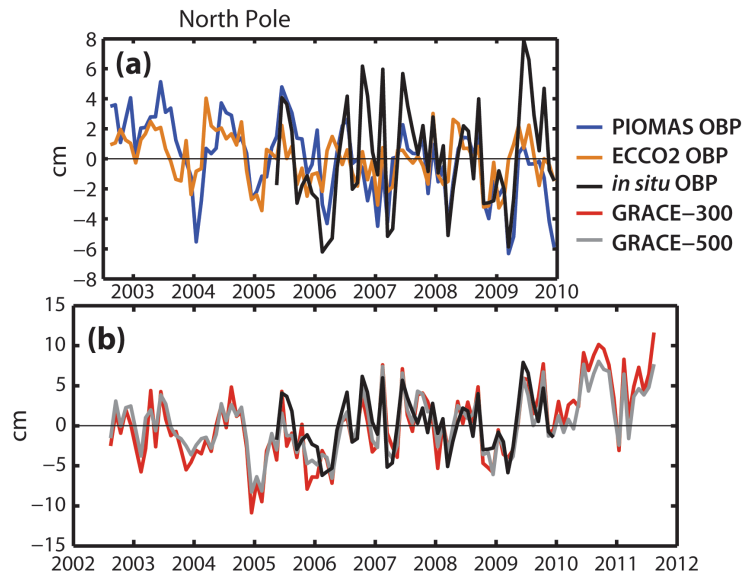 North Pole
(a)
cm
8
6
4
2
0
−2
−4
−6
−8
2003 2004 2005 2006 2007 2008 2009 2010
PIOMAS OBP
ECCO2 OBP
in situ OBP
GRACE−300
GRACE−500
(b)
cm
15
10
5
0
−5
−10
−15
2002 2003 2004 2005 2006 2007 2008 2009 2010 2011 2012